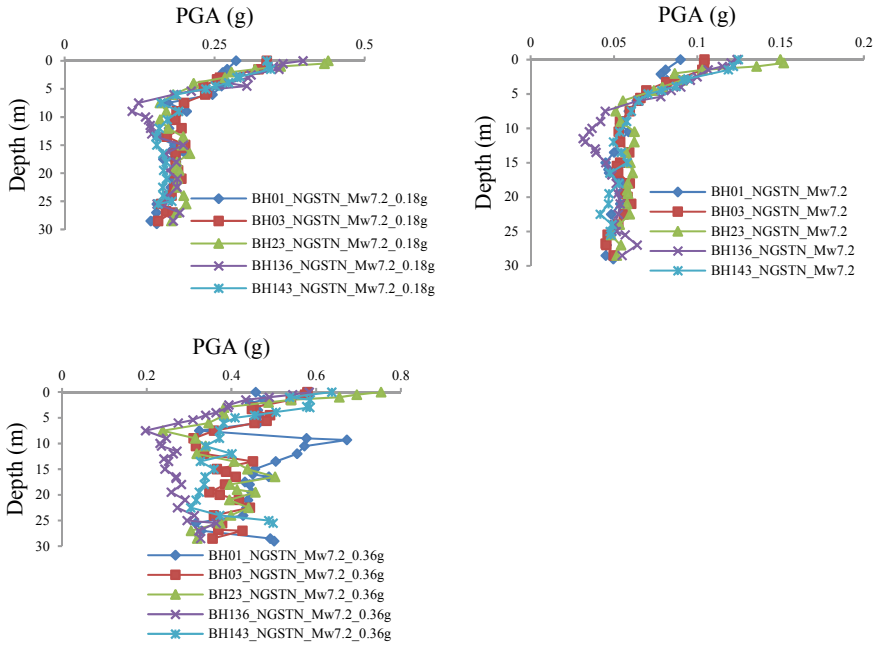 PGA (g)
0 0.25 0.5
0
5
10
15
20
25
30
Depth (m)
BH01_NGSTN_Mw7.2_0.18g
BH03_NGSTN_Mw7.2_0.18g
BH23_NGSTN_Mw7.2_0.18g
BH136_NGSTN_Mw7.2_0.18g
BH143_NGSTN_Mw7.2_0.18g
PGA (g)
0 0.05 0.1 0.15 0.2
0
5
10
15
20
25
30
Depth (m)
BH01_NGSTN_Mw7.2
BH03_NGSTN_Mw7.2
BH23_NGSTN_Mw7.2
BH136_NGSTN_Mw7.2
BH143_NGSTN_Mw7.2
PGA (g)
0 0.2 0.4 0.6 0.8
0
5
10
15
20
25
30
Depth (m)
BH01_NGSTN_Mw7.2_0.36g
BH03_NGSTN_Mw7.2_0.36g
BH23_NGSTN_Mw7.2_0.36g
BH136_NGSTN_Mw7.2_0.36g
BH143_NGSTN_Mw7.2_0.36g